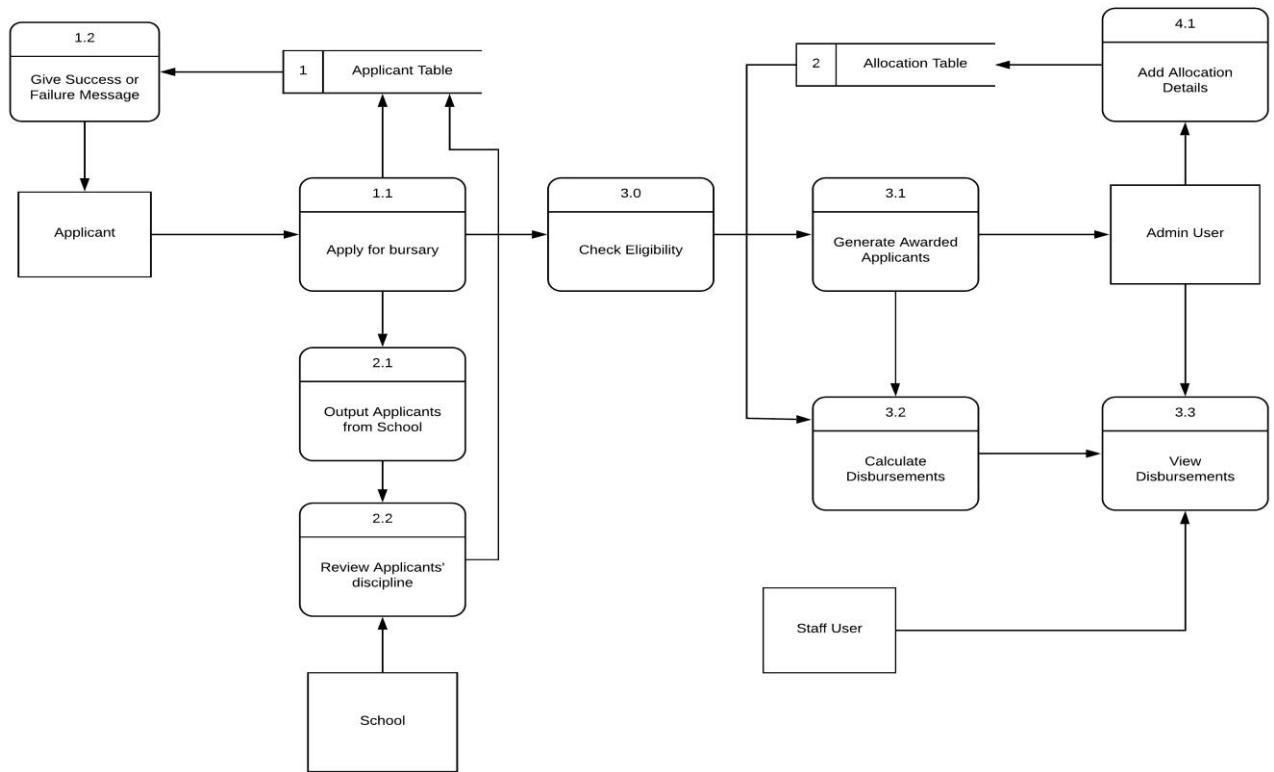 1.2
Give Success or
Failure Message
1
Applicant Table
2
Allocation Table
4.1
Add Allocation
Details
Applicant
1.1
Apply for bursary
3.0
Check Eligibility
3.1
Generate Awarded
Applicants
Admin User
2.1
Output Applicants
from School
3.2
Calculate
Disbursements
3.3
View
Disbursements
2.2
Review Applicants'
discipline
Staff User
School